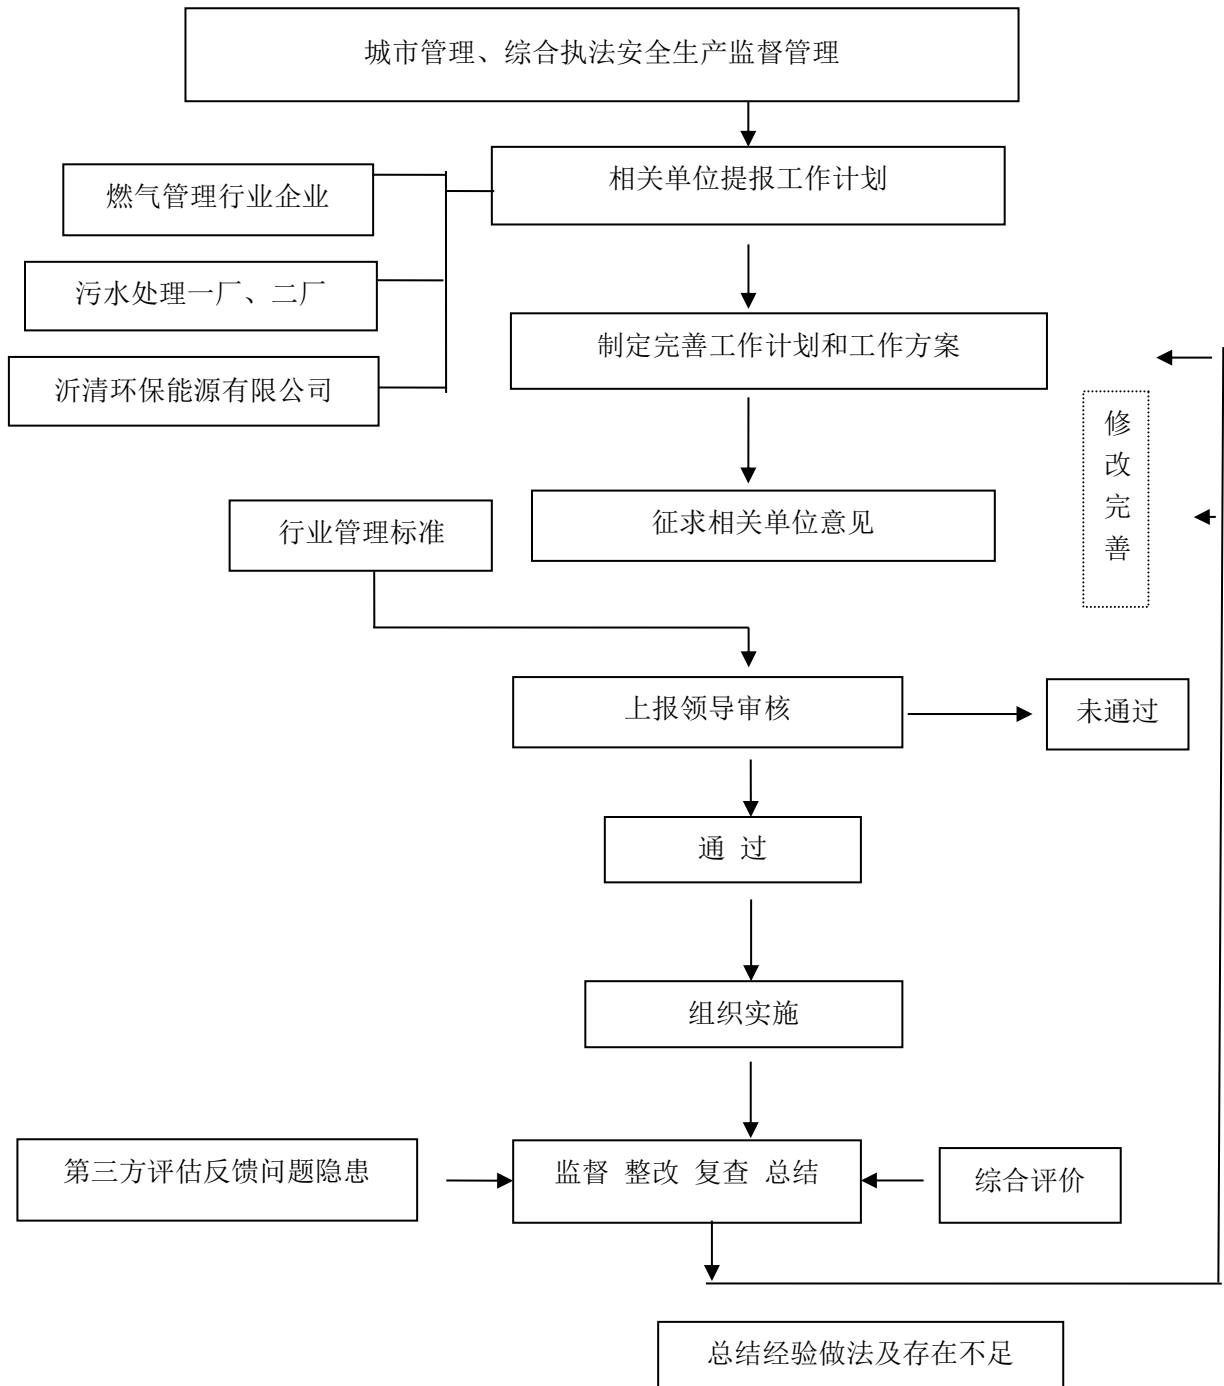 城市管理、综合执法安全生产监督管理
相关单位提报工作计划
燃气管理行业企业
污水处理一厂、二厂
制定完善工作计划和工作方案
沂清环保能源有限公司
修
改
完
善
征求相关单位意见
行业管理标准
上报领导审核
未通过
通 过
组织实施
第三方评估反馈问题隐患
监督 整改 复查 总结
综合评价
总结经验做法及存在不足